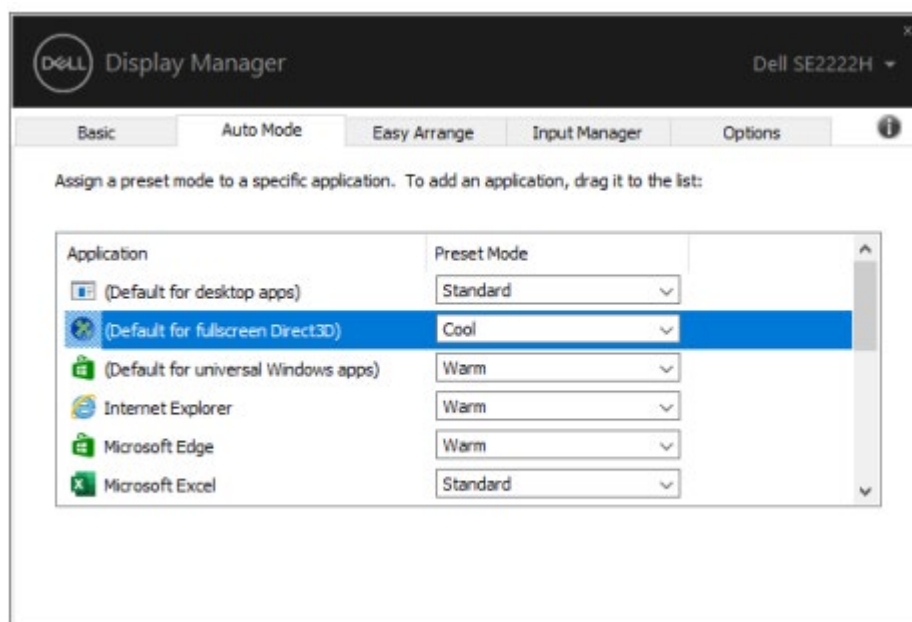 DELL Display Manager
Dell SE2222H
Basic Auto Mode Easy Arrange Input Manager Options
Assign a preset mode to a specific application. To add an application, drag it to the list:
Application Preset Mode
(Default for desktop apps) Standard
(Default for fullscreen Direct3D) Cool
(Default for universal Windows apps) Warm
Internet Explorer Warm
Microsoft Edge Warm
Microsoft Excel Standard